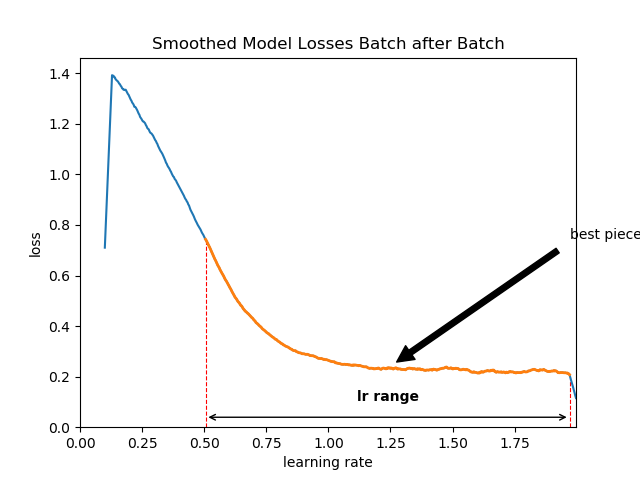 Smoothed Model Losses Batch after Batch
1.4
1.2
1.0
0.8
0.6
0.4
0.2
0.0
loss
best piece
lr range
0.00 0.25 0.50 0.75 1.00 1.25 1.50 1.75
learning rate